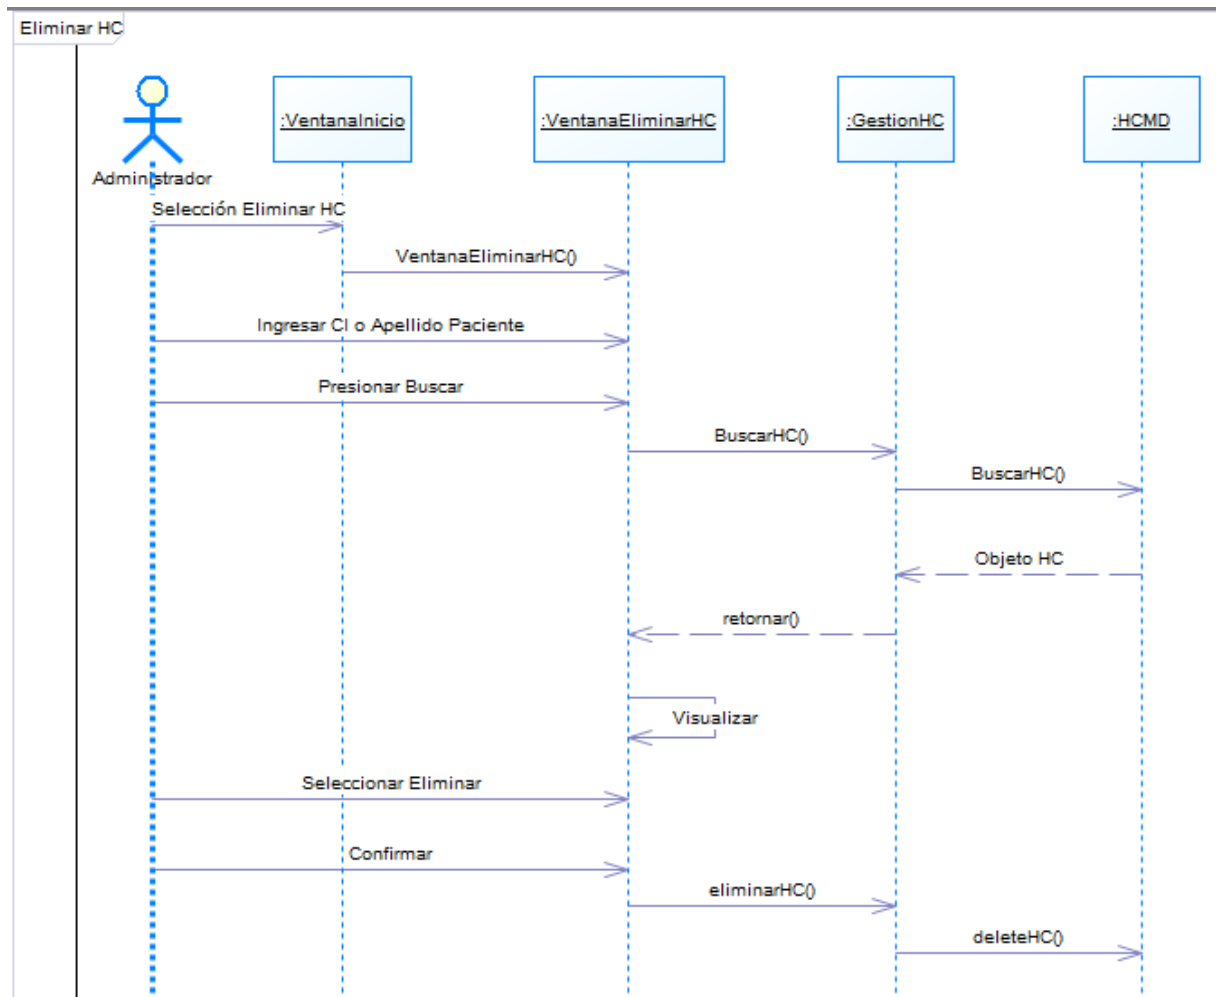 Eliminar HC
:VentanaInicio
:VentanaEliminarHC
:GestionHC
:HCMD
Administrador
Selección Eliminar HC
VentanaEliminarHC()
Ingresar CI o Apellido Paciente
Presionar Buscar
BuscarHC()
BuscarHC()
Objeto HC
retornar()
Visualizar
Seleccionar Eliminar
Confirmar
eliminarHC()
deleteHC()